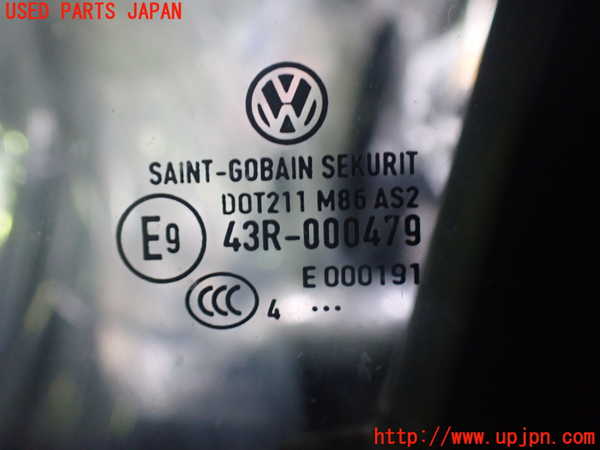 USED PARTS JAPAN
VW
SAINT-GOBAIN SEKURIT
DOT211 M86 AS2
E9 43R-000479
E 000191
CCC 4 ...
http://www.upjpn.com/